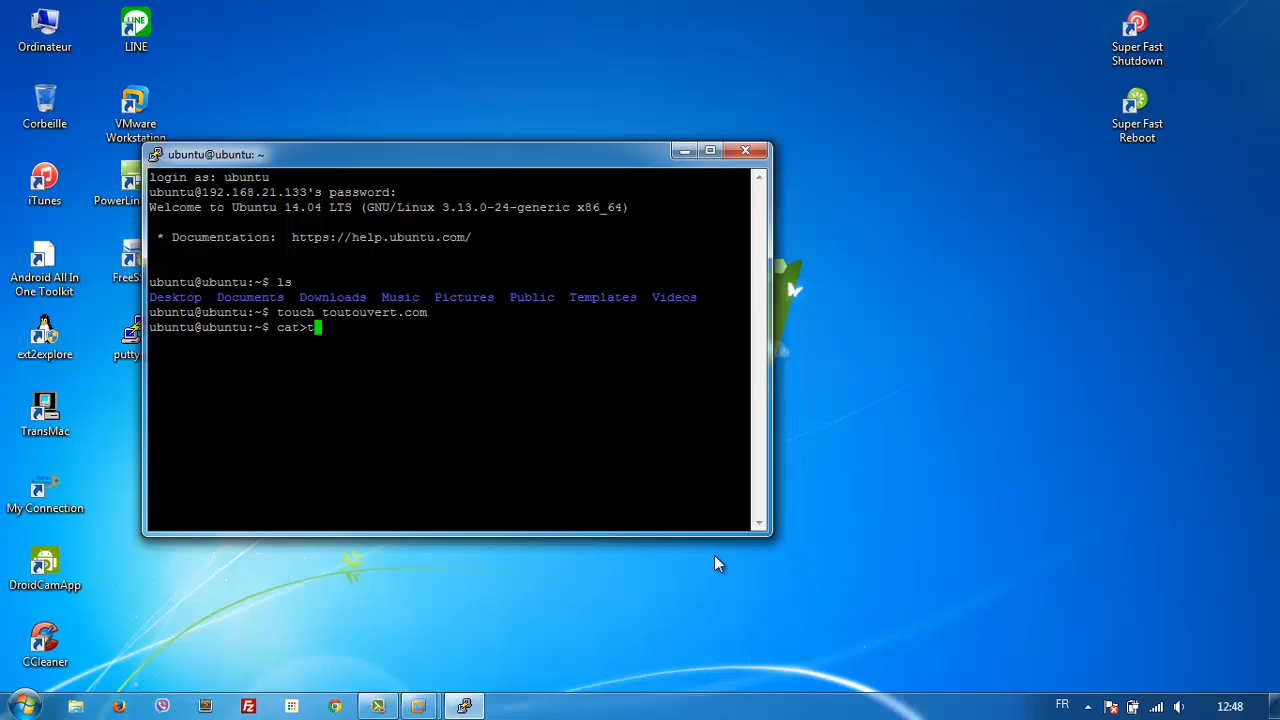 Ordinateur
LINE
Super Fast
Shutdown
Corbeille
VMware
Workstation
Super Fast
Reboot
ubuntu@ubuntu: ~
login as: ubuntu
ubuntu@192.168.21.133's password:
Welcome to Ubuntu 14.04 LTS (GNU/Linux 3.13.0-24-generic x86_64)
* Documentation: https://help.ubuntu.com/
ubuntu@ubuntu:~$ ls
Desktop Documents Downloads Music Pictures Public Templates Videos
ubuntu@ubuntu:~$ touch toutouvert.com
ubuntu@ubuntu:~$ cat>t
iTunes
PowerLin
Android All In
One Toolkit
FreeS
ext2explore
putty
TransMac
My Connection
DroidCamApp
CCleaner
FR
12:48